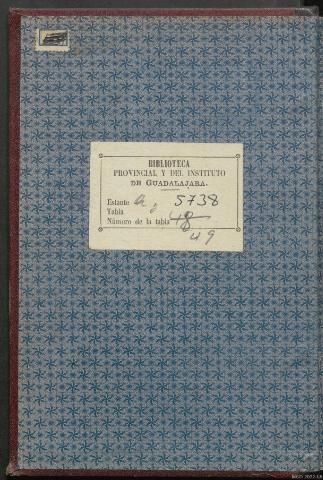 BIBLIOTECA
PROVINCIAL Y DEL INSTITUTO
DE GUADALAJARA.
Estante a 5738
Tabla
Número de la tabla 48
49